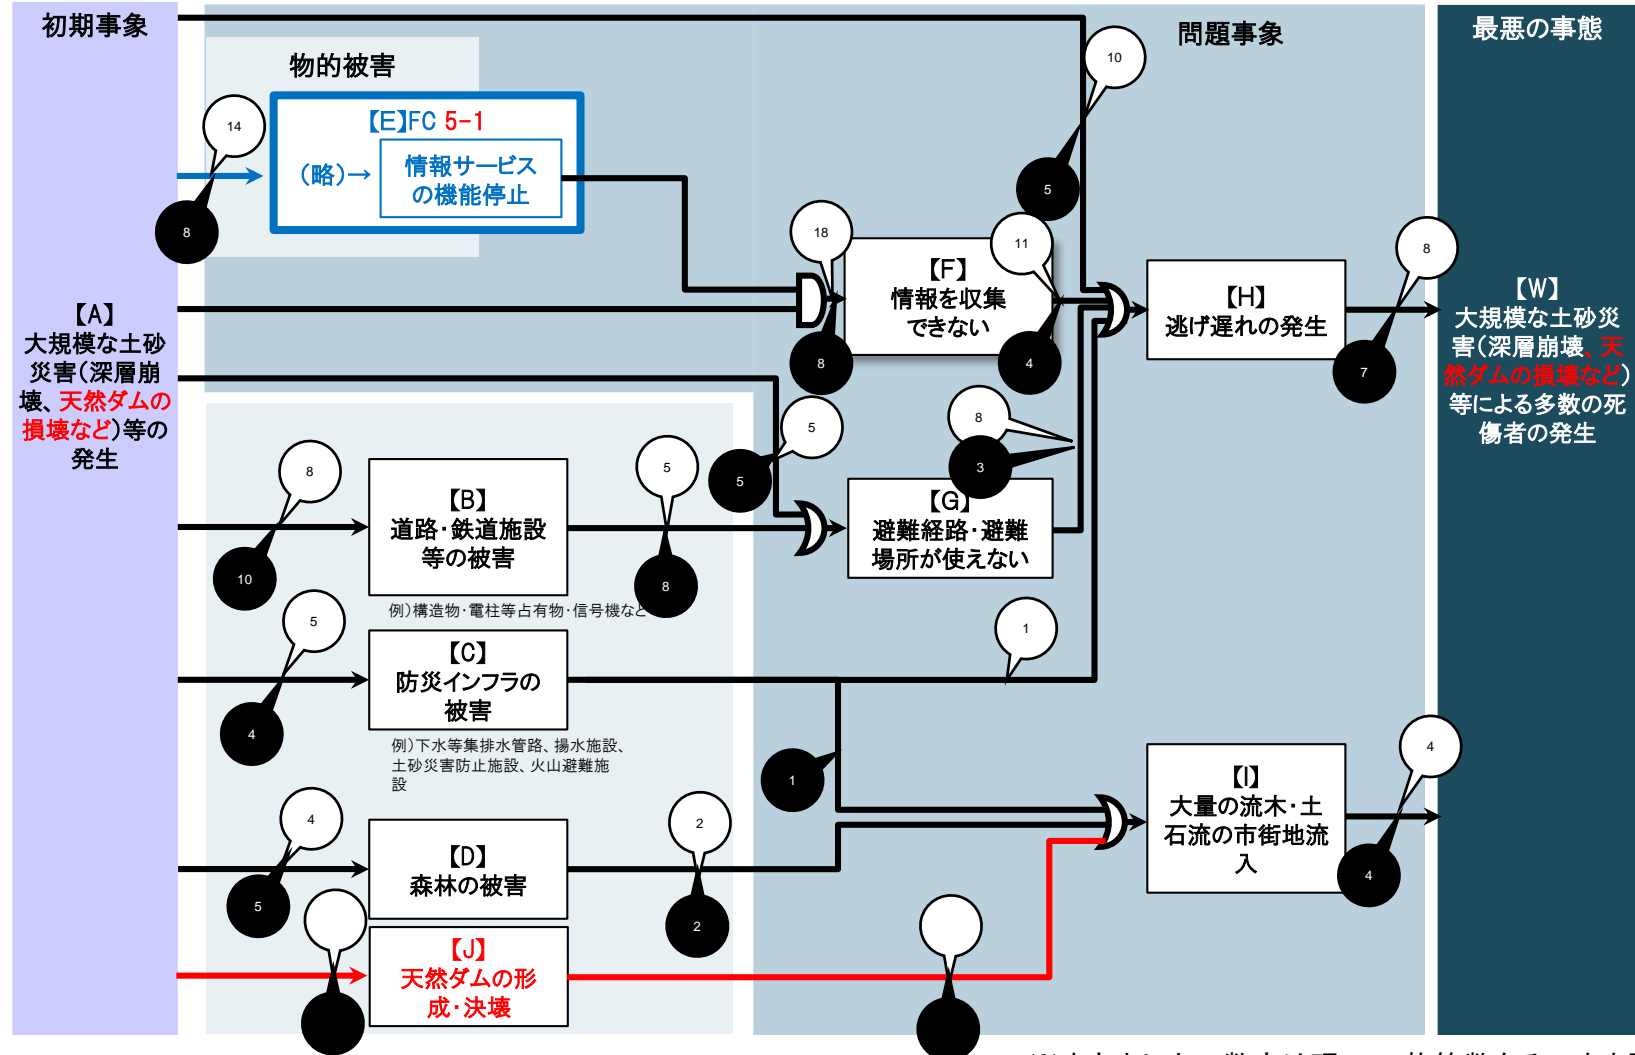 初期事象
問題事象
最悪の事態
物的被害
【A】
大規模な土砂
災害(深層崩
壊、天然ダムの
損壊など)等の
発生
14
8
【E】FC 5-1
(略)→
情報サービス
の機能停止
10
5
18
8
【F】
情報を収集
できない
11
4
【H】
逃げ遅れの発生
8
7
【W】
大規模な土砂災
害(深層崩壊、天
然ダムの損壊など)
等による多数の死
傷者の発生
8
10
【B】
道路・鉄道施設
等の被害
例)構造物・電柱等占有物・信号機など
5
8
5
5
8
3
【G】
避難経路・避難
場所が使えない
5
4
【C】
防災インフラの
被害
例)下水等集排水管路、揚水施設、
土砂災害防止施設、火山避難施
設
1
1
4
5
【D】
森林の被害
2
2
【I】
大量の流木・土
石流の市街地流
入
4
4
【J】
天然ダムの形
成・決壊